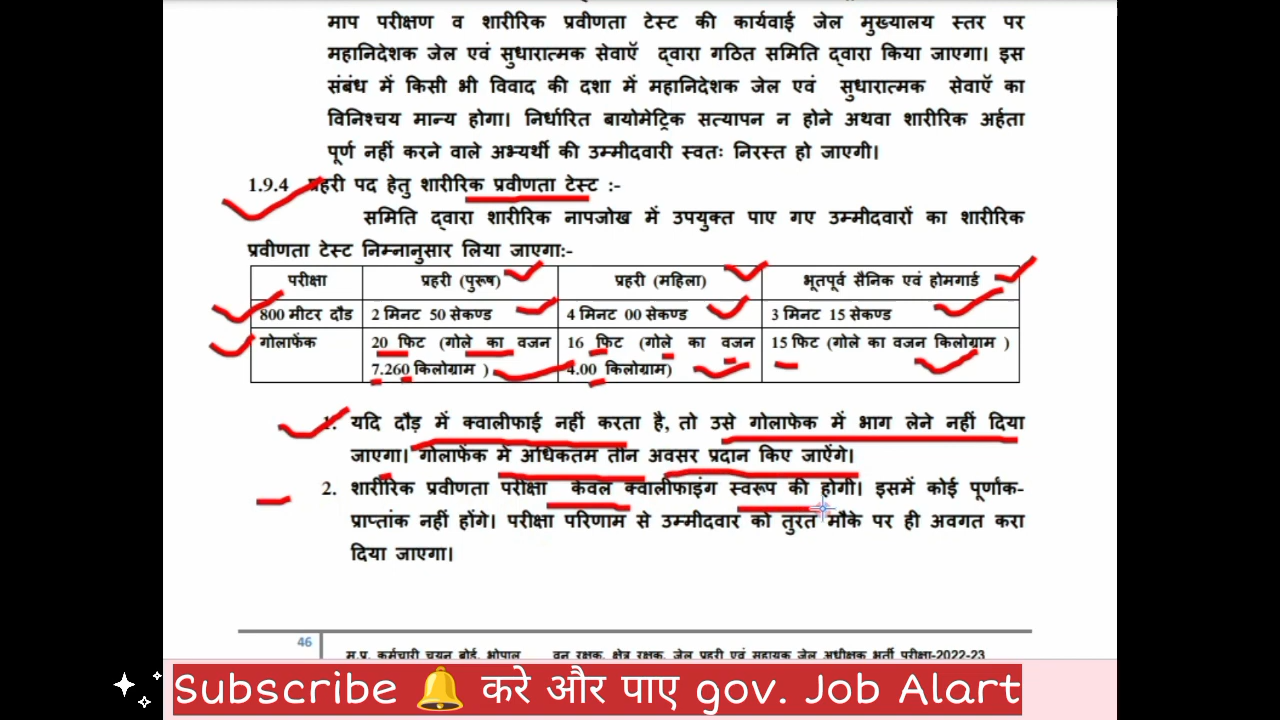 माप परीक्षण व शारीरिक प्रवीणता टेस्ट की कार्यवाई जेल मुख्यालय स्तर पर
महानिदेशक जेल एवं सुधारात्मक सेवाऍ द्वारा गठित समिति द्वारा किया जाएगा। इस
संबंध में किसी भी विवाद की दशा में महानिदेशक जेल एवं सुधारात्मक सेवाऍ का
विनिश्चय मान्य होगा। निर्धारित बायोमेट्रिक सत्यापन न होने अथवा शारीरिक अर्हता
पूर्ण नहीं करने वाले अभ्यर्थी की उम्मीदवारी स्वतः निरस्त हो जाएगी।
1.9.4 प्रहरी पद हेतु शारीरिक प्रवीणता टेस्ट :-
समिति द्वारा शारीरिक नापजोख में उपयुक्त पाए गए उम्मीदवारों का शारीरिक
प्रवीणता टेस्ट निम्नानुसार लिया जाएगा:-
परीक्षा प्रहरी (पुरूष) प्रहरी (महिला) भूतपूर्व सैनिक एवं होमगार्ड
800 मीटर दौड 2 मिनट 50 सेकण्ड 4 मिनट 00 सेकण्ड 3 मिनट 15 सेकण्ड
गोलाफेंक 20 फिट (गोले का वजन 16 फिट (गोले का वजन 15 फिट (गोले का वजन किलोग्राम )
7.260 किलोग्राम ) 4.00 किलोग्राम)
1. यदि दौड़ में क्वालीफाई नहीं करता है, तो उसे गोलाफेक में भाग लेने नहीं दिया
जाएगा। गोलाफेंक में अधिकतम तीन अवसर प्रदान किए जाऐंगे।
2. शारीरिक प्रवीणता परीक्षा केवल क्वालीफाइंग स्वरूप की होगी। इसमें कोई पूर्णांक-
प्राप्तांक नहीं होंगे। परीक्षा परिणाम से उम्मीदवार को तुरत मौके पर ही अवगत करा
दिया जाएगा।
46
म.प्र. कर्मचारी चयन बोर्ड, भोपाल वन रक्षक, क्षेत्र रक्षक, जेल प्रहरी एवं सहायक जेल अधीक्षक भर्ती परीक्षा-2022-23
Subscribe 🔔 करे और पाए gov. Job Alart